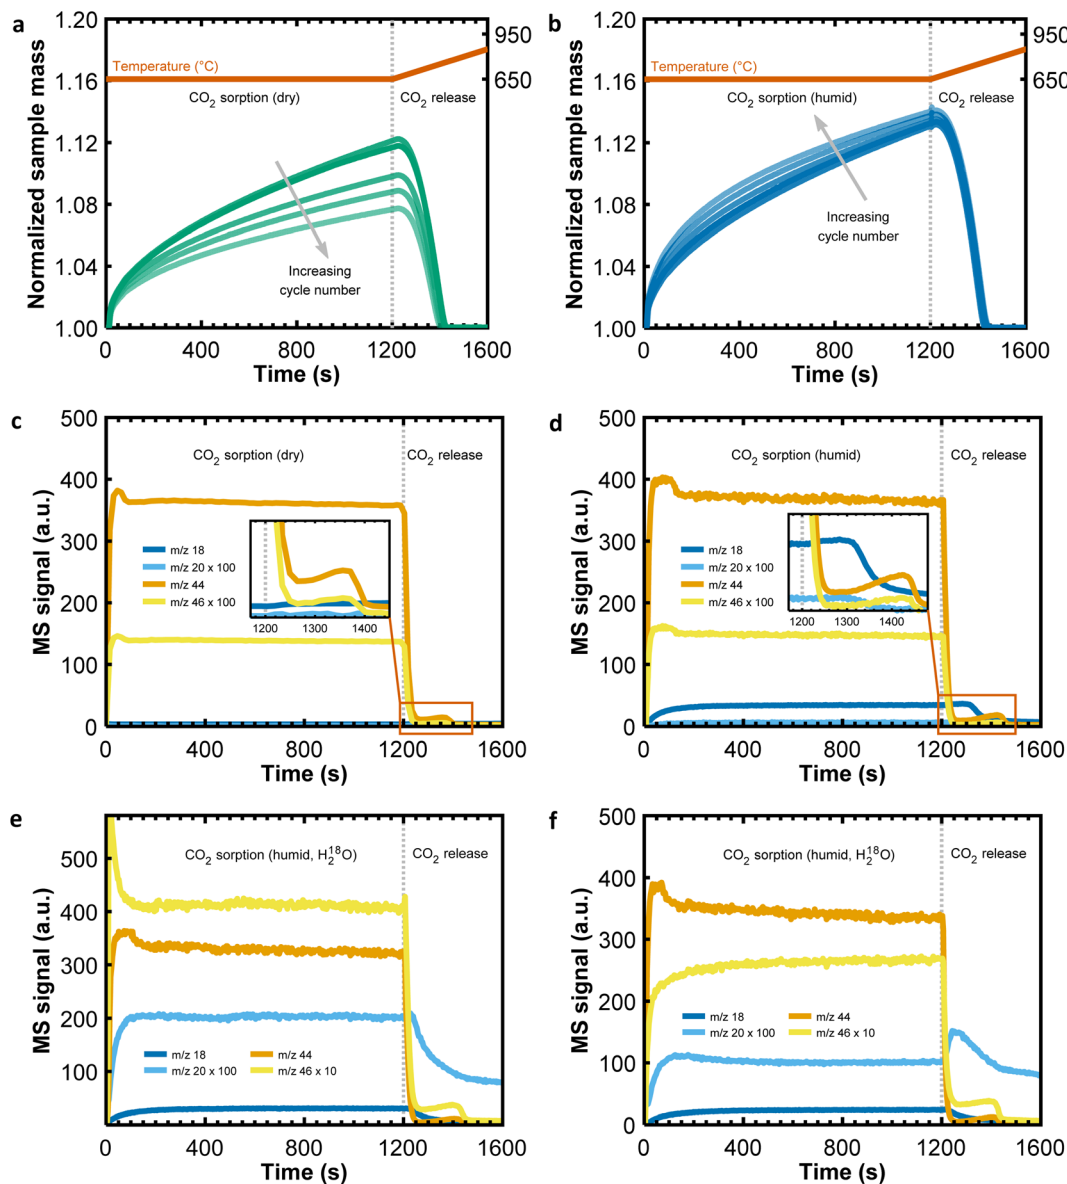 a
Normalized sample mass
1.20
1.16
1.12
1.08
1.04
1.00
950
650
Temperature (°C)
CO2 sorption (dry)
CO2 release
Increasing
cycle number
0
400
800
1200
1600
Time (s)
b
Normalized sample mass
1.20
1.16
1.12
1.08
1.04
1.00
950
650
Temperature (°C)
CO2 sorption (humid)
CO2 release
Increasing
cycle number
0
400
800
1200
1600
Time (s)
c
MS signal (a.u.)
500
400
300
200
100
0
CO2 sorption (dry)
CO2 release
m/z 18
m/z 20 x 100
m/z 44
m/z 46 x 100
1200
1300
1400
0
400
800
1200
1600
Time (s)
d
MS signal (a.u.)
500
400
300
200
100
0
CO2 sorption (humid)
CO2 release
m/z 18
m/z 20 x 100
m/z 44
m/z 46 x 100
1200
1300
1400
0
400
800
1200
1600
Time (s)
e
MS signal (a.u.)
500
400
300
200
100
CO2 sorption (humid, H2^18O)
CO2 release
m/z 18
m/z 44
m/z 20 x 100
m/z 46 x 10
0
400
800
1200
1600
Time (s)
f
MS signal (a.u.)
500
400
300
200
100
0
CO2 sorption (humid, H2^18O)
CO2 release
m/z 18
m/z 44
m/z 20 x 100
m/z 46 x 10
0
400
800
1200
1600
Time (s)